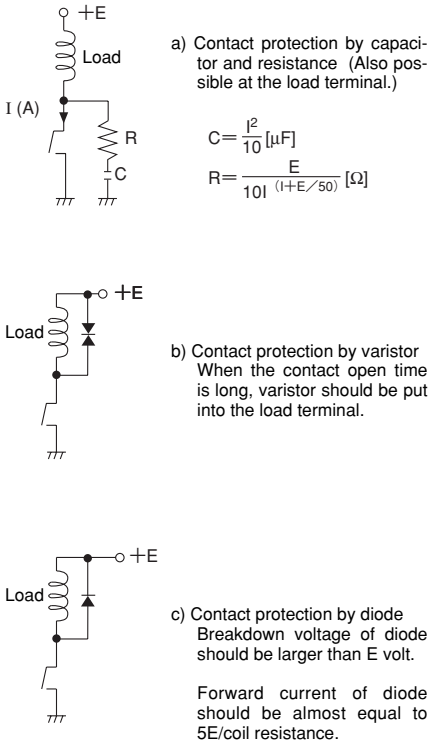 +E
Load
I (A)
R
C
a) Contact protection by capaci-
tor and resistance (Also pos-
sible at the load terminal.)
C=I²/10 [μF]
R=E/10I⁽ᴵ⁺ᴱ／⁵⁰⁾ [Ω]
+E
Load
b) Contact protection by varistor
When the contact open time
is long, varistor should be put
into the load terminal.
+E
Load
c) Contact protection by diode
Breakdown voltage of diode
should be larger than E volt.
Forward current of diode
should be almost equal to
5E/coil resistance.